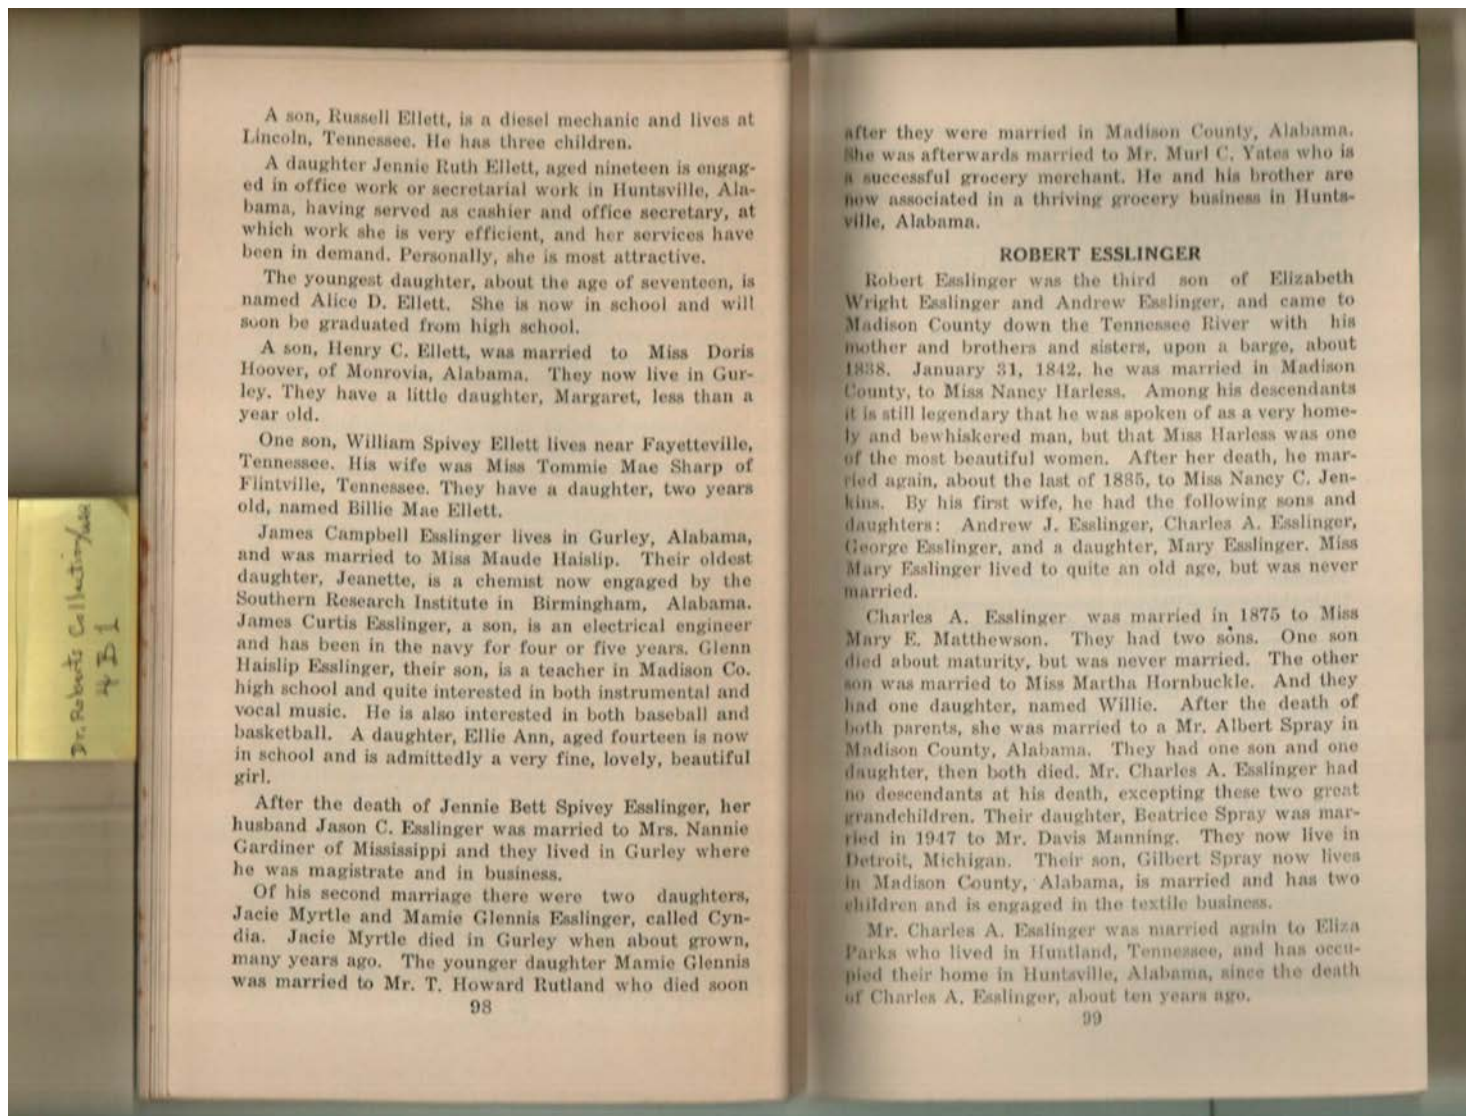 A son, Russell Ellett, is a diesel mechanic and lives at
Lincoln, Tennessee. He has three children.
A daughter Jennie Ruth Ellett, aged nineteen is engag-
ed in office work or secretarial work in Huntsville, Ala-
bama, having served as cashier and office secretary, at
which work she is very efficient, and her services have
been in demand. Personally, she is most attractive.
The youngest daughter, about the age of seventeen, is
named Alice D. Ellett. She is now in school and will
soon be graduated from high school.
A son, Henry C. Ellett, was married to Miss Doris
Hoover, of Monrovia, Alabama. They now live in Gur-
ley. They have a little daughter, Margaret, less than a
year old.
One son, William Spivey Ellett lives near Fayetteville,
Tennessee. His wife was Miss Tommie Mae Sharp of
Flintville, Tennessee. They have a daughter, two years
old, named Billie Mae Ellett.
James Campbell Esslinger lives in Gurley, Alabama,
and was married to Miss Maude Haislip. Their oldest
daughter, Jeanette, is a chemist now engaged by the
Southern Research Institute in Birmingham, Alabama.
James Curtis Esslinger, a son, is an electrical engineer
and has been in the navy for four or five years. Glenn
Haislip Esslinger, their son, is a teacher in Madison Co.
high school and quite interested in both instrumental and
vocal music. He is also interested in both baseball and
basketball. A daughter, Ellie Ann, aged fourteen is now
in school and is admittedly a very fine, lovely, beautiful
girl.
After the death of Jennie Bett Spivey Esslinger, her
husband Jason C. Esslinger was married to Mrs. Nannie
Gardiner of Mississippi and they lived in Gurley where
he was magistrate and in business.
Of his second marriage there were two daughters,
Jacie Myrtle and Mamie Glennis Esslinger, called Cyn-
dia. Jacie Myrtle died in Gurley when about grown,
many years ago. The younger daughter Mamie Glennis
was married to Mr. T. Howard Rutland who died soon
98
after they were married in Madison County, Alabama.
She was afterwards married to Mr. Murl C. Yates who is
a successful grocery merchant. He and his brother are
now associated in a thriving grocery business in Hunts-
ville, Alabama.
ROBERT ESSLINGER
Robert Esslinger was the third son of Elizabeth
Wright Esslinger and Andrew Esslinger, and came to
Madison County down the Tennessee River with his
mother and brothers and sisters, upon a barge, about
1838. January 31, 1842, he was married in Madison
County, to Miss Nancy Harless. Among his descendants
it is still legendary that he was spoken of as a very home-
ly and bewhiskered man, but that Miss Harless was one
of the most beautiful women. After her death, he mar-
ried again, about the last of 1885, to Miss Nancy C. Jen-
kins. By his first wife, he had the following sons and
daughters: Andrew J. Esslinger, Charles A. Esslinger,
George Esslinger, and a daughter, Mary Esslinger. Miss
Mary Esslinger lived to quite an old age, but was never
married.
Charles A. Esslinger was married in 1875 to Miss
Mary E. Matthewson. They had two sons. One son
died about maturity, but was never married. The other
son was married to Miss Martha Hornbuckle. And they
had one daughter, named Willie. After the death of
both parents, she was married to a Mr. Albert Spray in
Madison County, Alabama. They had one son and one
daughter, then both died. Mr. Charles A. Esslinger had
no descendants at his death, excepting these two great
grandchildren. Their daughter, Beatrice Spray was mar-
ried in 1947 to Mr. Davis Manning. They now live in
Detroit, Michigan. Their son, Gilbert Spray now lives
in Madison County, Alabama, is married and has two
children and is engaged in the textile business.
Mr. Charles A. Esslinger was married again to Eliza
Parks who lived in Huntland, Tennessee, and has occu-
pied their home in Huntsville, Alabama, since the death
of Charles A. Esslinger, about ten years ago.
99
Dr. Roberts Collection
4 B 1